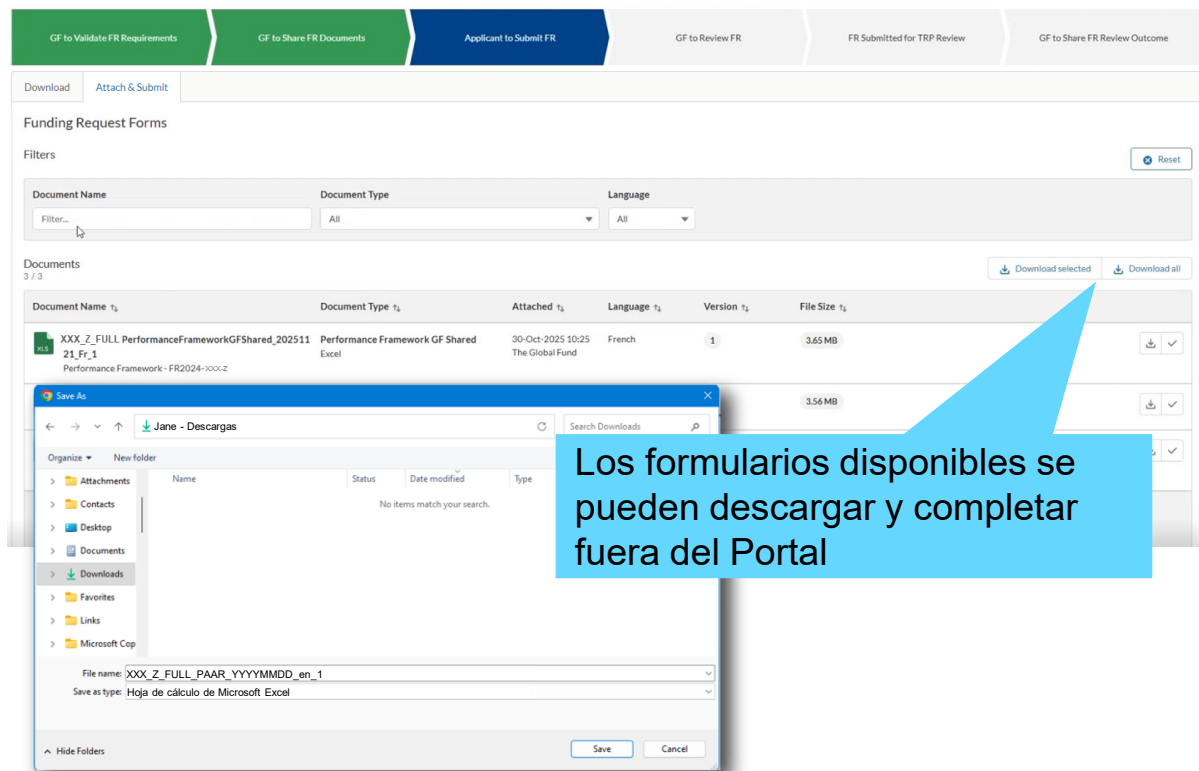 GF to Validate FR Requirements
GF to Share FR Documents
Applicant to Submit FR
GF to Review FR
FR Submitted for TRP Review
GF to Share FR Review Outcome
Download
Attach & Submit
Funding Request Forms
Filters
Reset
Document Name
Document Type
Language
Filter...
All
All
Documents
3 / 3
Download selected
Download all
Document Name
Document Type
Attached
Language
Version
File Size
XLS
XXX_Z_FULL PerformanceFrameworkGFShared_202511
21_Fr_1
Performance Framework - FR2024-XXX-Z
Performance Framework GF Shared
Excel
30-Oct-2025 10:25
The Global Fund
French
1
3.65 MB
3.56 MB
Los formularios disponibles se
pueden descargar y completar
fuera del Portal
Save As
Jane - Descargas
Search Downloads
Organize
New folder
Attachments
Contacts
Desktop
Documents
Downloads
Favorites
Links
Microsoft Cop
Name
Status
Date modified
Type
No items match your search.
File name: XXX_Z_FULL_PAAR_YYYYMMDD_en_1
Save as type: Hoja de cálculo de Microsoft Excel
Hide Folders
Save
Cancel